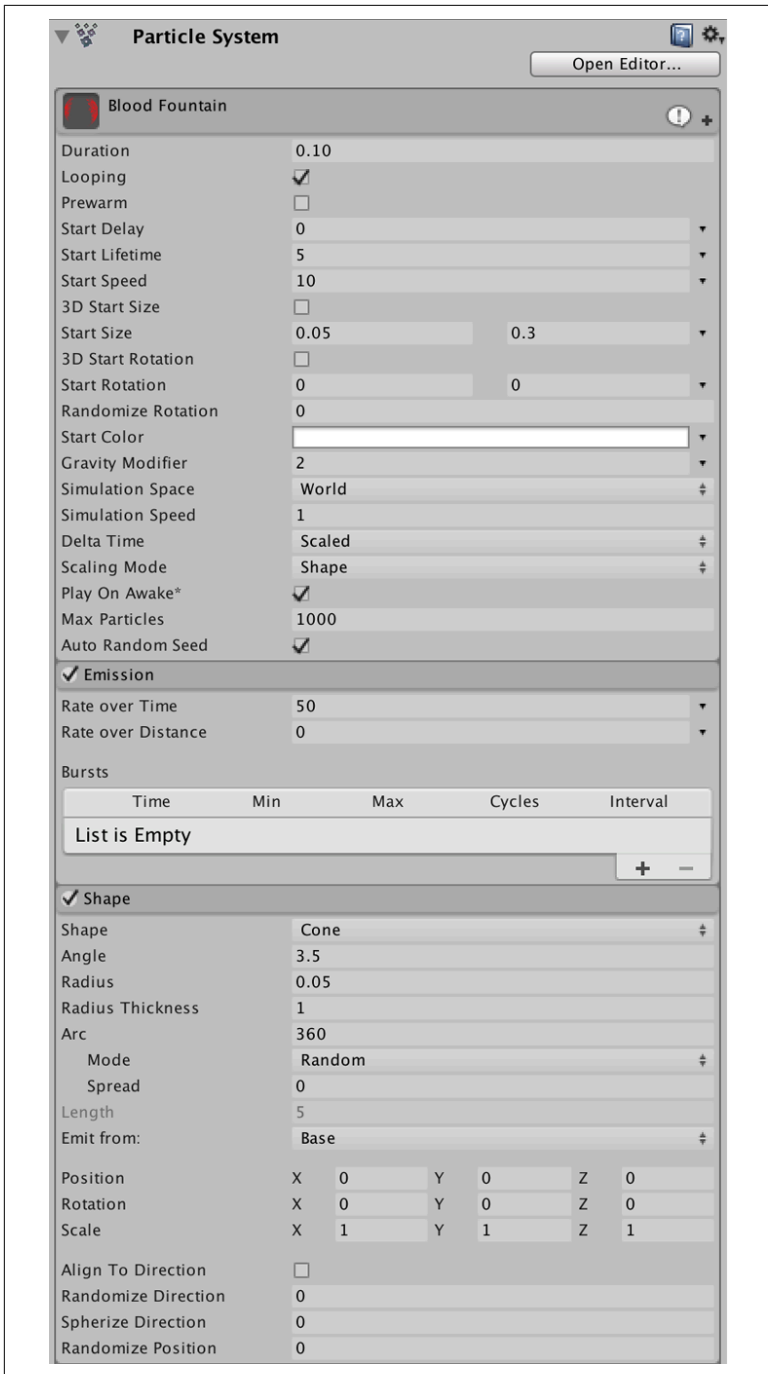 Particle System
Open Editor...
Blood Fountain
Duration 0.10
Looping
Prewarm
Start Delay 0
Start Lifetime 5
Start Speed 10
3D Start Size
Start Size 0.05 0.3
3D Start Rotation
Start Rotation 0 0
Randomize Rotation 0
Start Color
Gravity Modifier 2
Simulation Space World
Simulation Speed 1
Delta Time Scaled
Scaling Mode Shape
Play On Awake*
Max Particles 1000
Auto Random Seed
Emission
Rate over Time 50
Rate over Distance 0
Bursts
Time Min Max Cycles Interval
List is Empty
+ −
Shape
Shape Cone
Angle 3.5
Radius 0.05
Radius Thickness 1
Arc 360
Mode Random
Spread 0
Length 5
Emit from: Base
Position X 0 Y 0 Z 0
Rotation X 0 Y 0 Z 0
Scale X 1 Y 1 Z 1
Align To Direction
Randomize Direction 0
Spherize Direction 0
Randomize Position 0